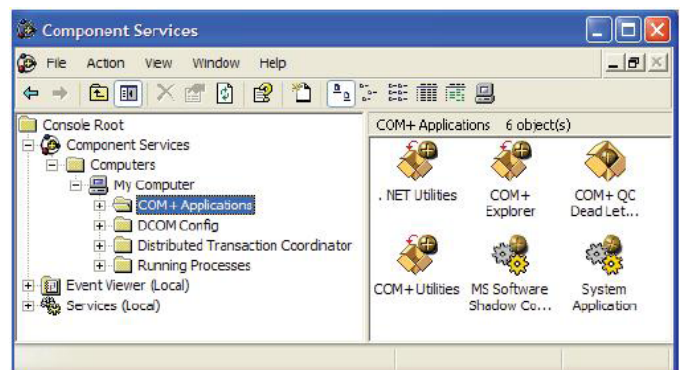 Component Services
File Action View Window Help
Console Root
Component Services
Computers
My Computer
COM+ Applications
DCOM Config
Distributed Transaction Coordinator
Running Processes
Event Viewer (Local)
Services (Local)
COM+ Applications 6 object(s)
. NET Utilities
COM+ Explorer
COM+ QC Dead Let...
COM+ Utilities
MS Software Shadow Co...
System Application